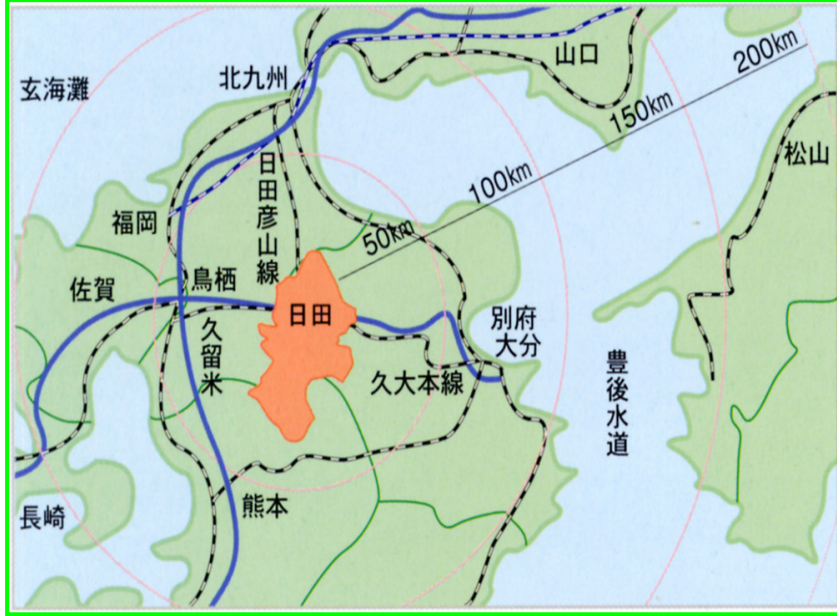 玄海灘
北九州
山口
200km
150km
100km
50km
松山
日田彦山線
福岡
佐賀
鳥栖
日田
久留米
別府
大分
久大本線
豊後水道
熊本
長崎